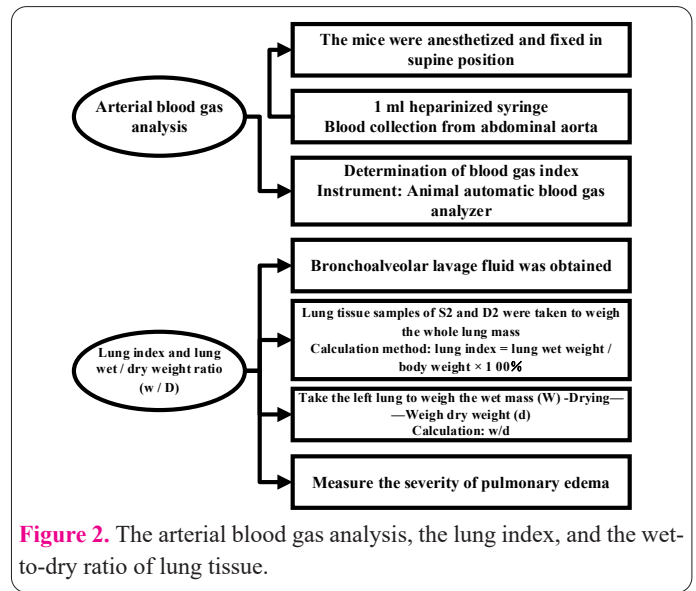 The mice were anesthetized and fixed in
supine position
Arterial blood gas
analysis
1 ml heparinized syringe
Blood collection from abdominal aorta
Determination of blood gas index
Instrument: Animal automatic blood gas
analyzer
Bronchoalveolar lavage fluid was obtained
Lung tissue samples of S2 and D2 were taken to weigh
the whole lung mass
Calculation method: lung index = lung wet weight /
body weight × 1 00%
Lung index and lung
wet / dry weight ratio
(w / D)
Take the left lung to weigh the wet mass (W) -Drying—
—Weigh dry weight (d)
Calculation: w/d
Measure the severity of pulmonary edema
Figure 2. The arterial blood gas analysis, the lung index, and the wet-
to-dry ratio of lung tissue.